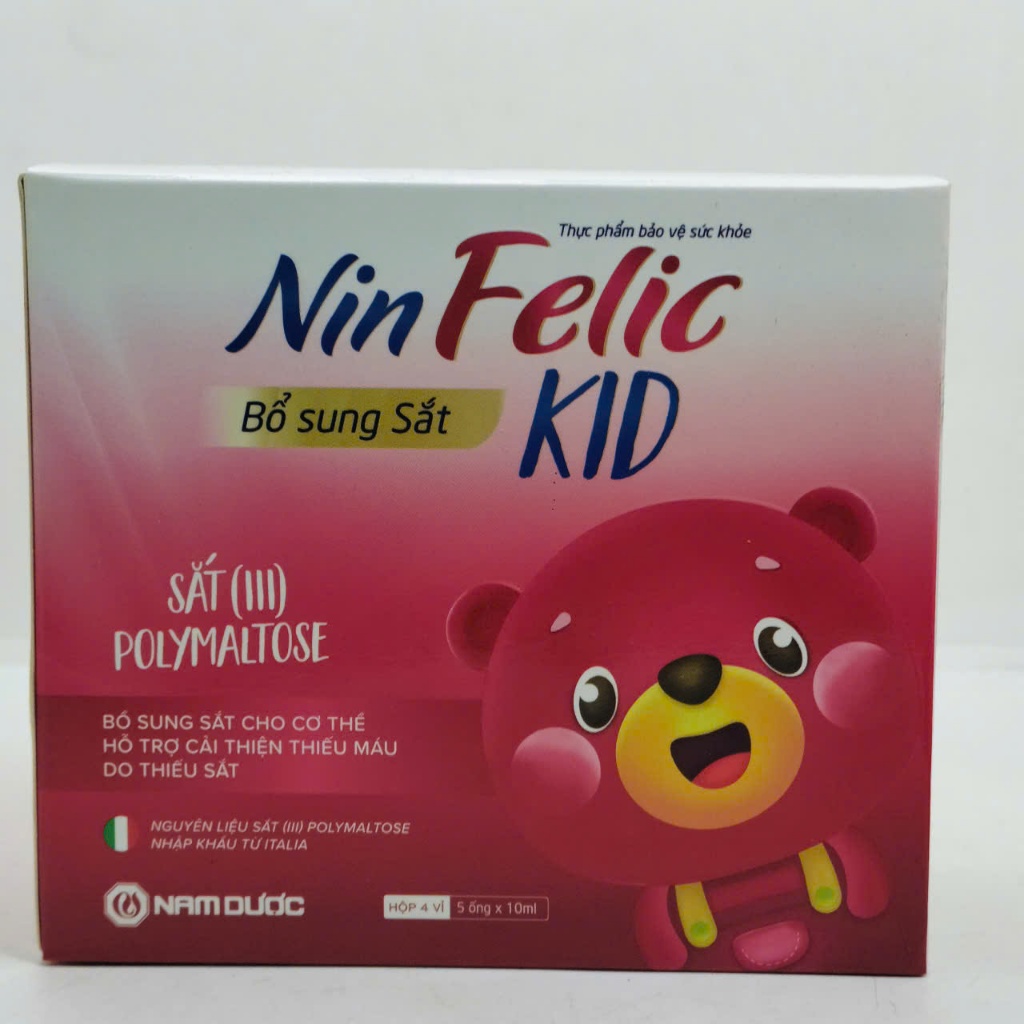 Thực phẩm bảo vệ sức khỏe
Nin Felic
KID
Bổ sung Sắt
SẮT (III)
POLYMALTOSE
BỔ SUNG SẮT CHO CƠ THỂ
HỖ TRỢ CẢI THIỆN THIẾU MÁU
DO THIẾU SẮT
NGUYÊN LIỆU SẮT (III) POLYMALTOSE
NHẬP KHẨU TỪ ITALIA
NAM DƯỢC
HỘP 4 VỈ 5 ống x 10ml